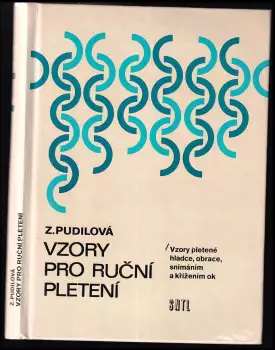 Z.PUDILOVÁ
VZORY
PRO RUČNÍ
PLETENÍ
/Vzory pletené
hladce, obrace,
snímáním
a křížením ok
SNTL
Z.PUDILOVÁ
VZORY PRO RUČNÍ PLETENÍ